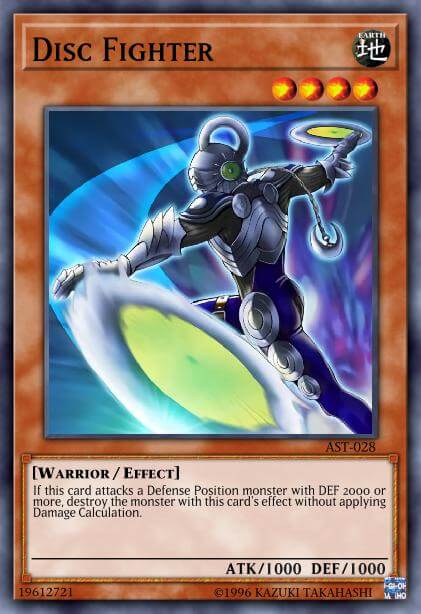 Disc Fighter
EARTH
地
AST-028
[Warrior / Effect]
If this card attacks a Defense Position monster with DEF 2000 or
more, destroy the monster with this card's effect without applying
Damage Calculation.
ATK/1000 DEF/1000
19612721
©1996 KAZUKI TAKAHASHI